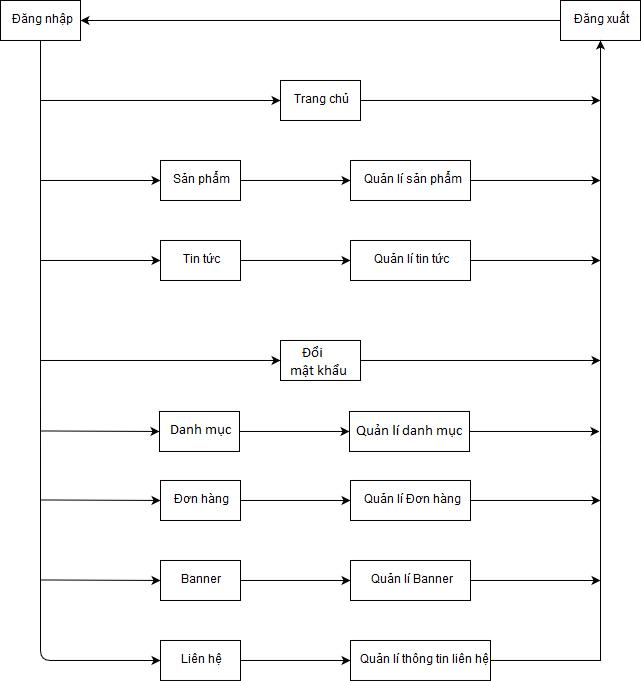 Đăng nhập
Đăng xuất
Trang chủ
Sản phẩm
Quản lí sản phẩm
Tin tức
Quản lí tin tức
Đổi
mật khẩu
Danh mục
Quản lí danh mục
Đơn hàng
Quản lí Đơn hàng
Banner
Quản lí Banner
Liên hệ
Quản lí thông tin liên hệ